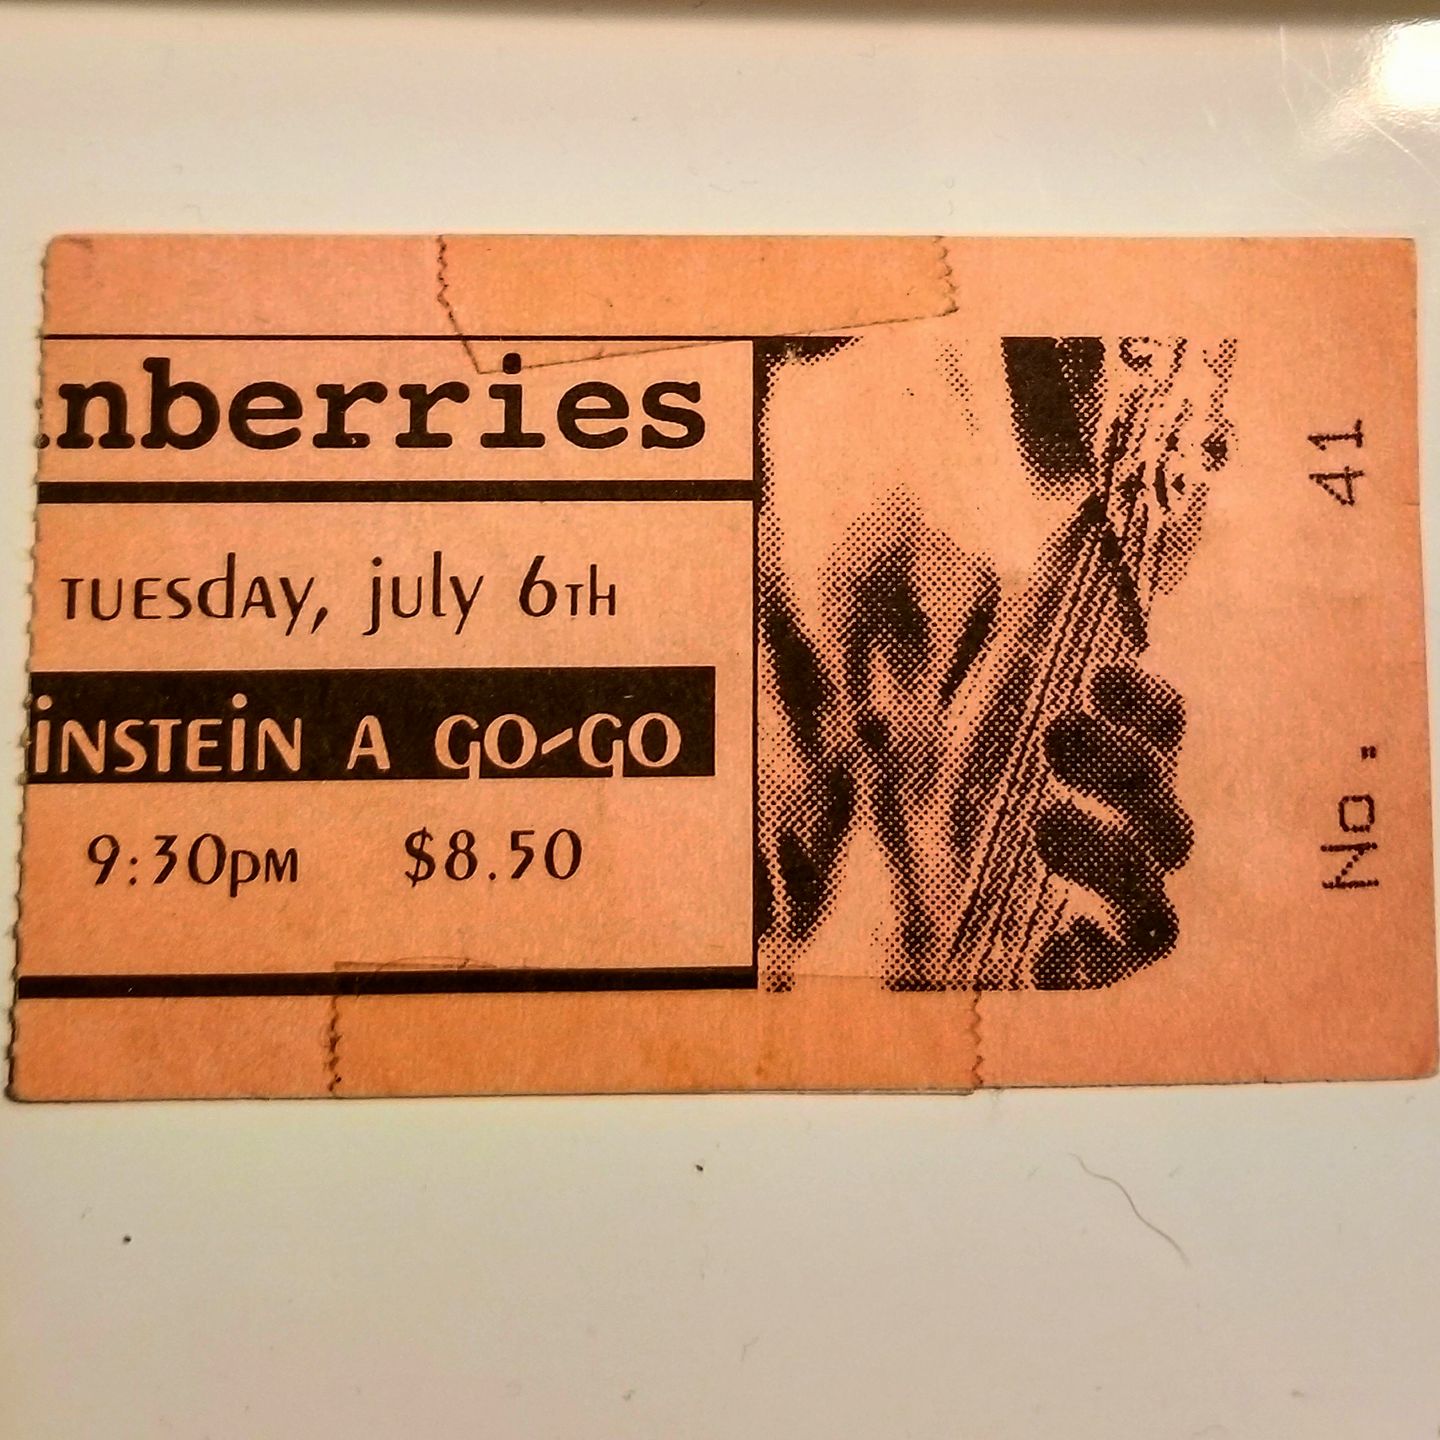 nberries
TUESdAy, july 6Th
iNSTEiN A GO-GO
9:30pm $8.50
No. 41